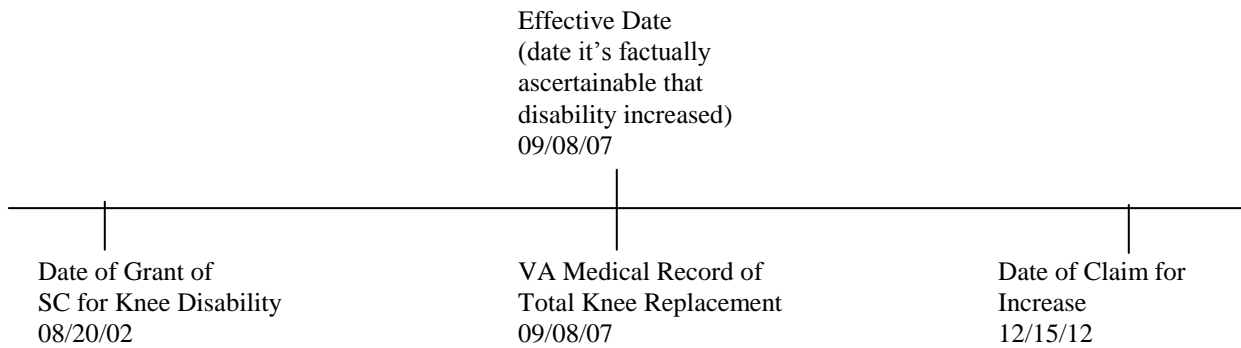 Effective Date
(date it's factually
ascertainable that
disability increased)
09/08/07
Date of Grant of
SC for Knee Disability
08/20/02
VA Medical Record of
Total Knee Replacement
09/08/07
Date of Claim for
Increase
12/15/12